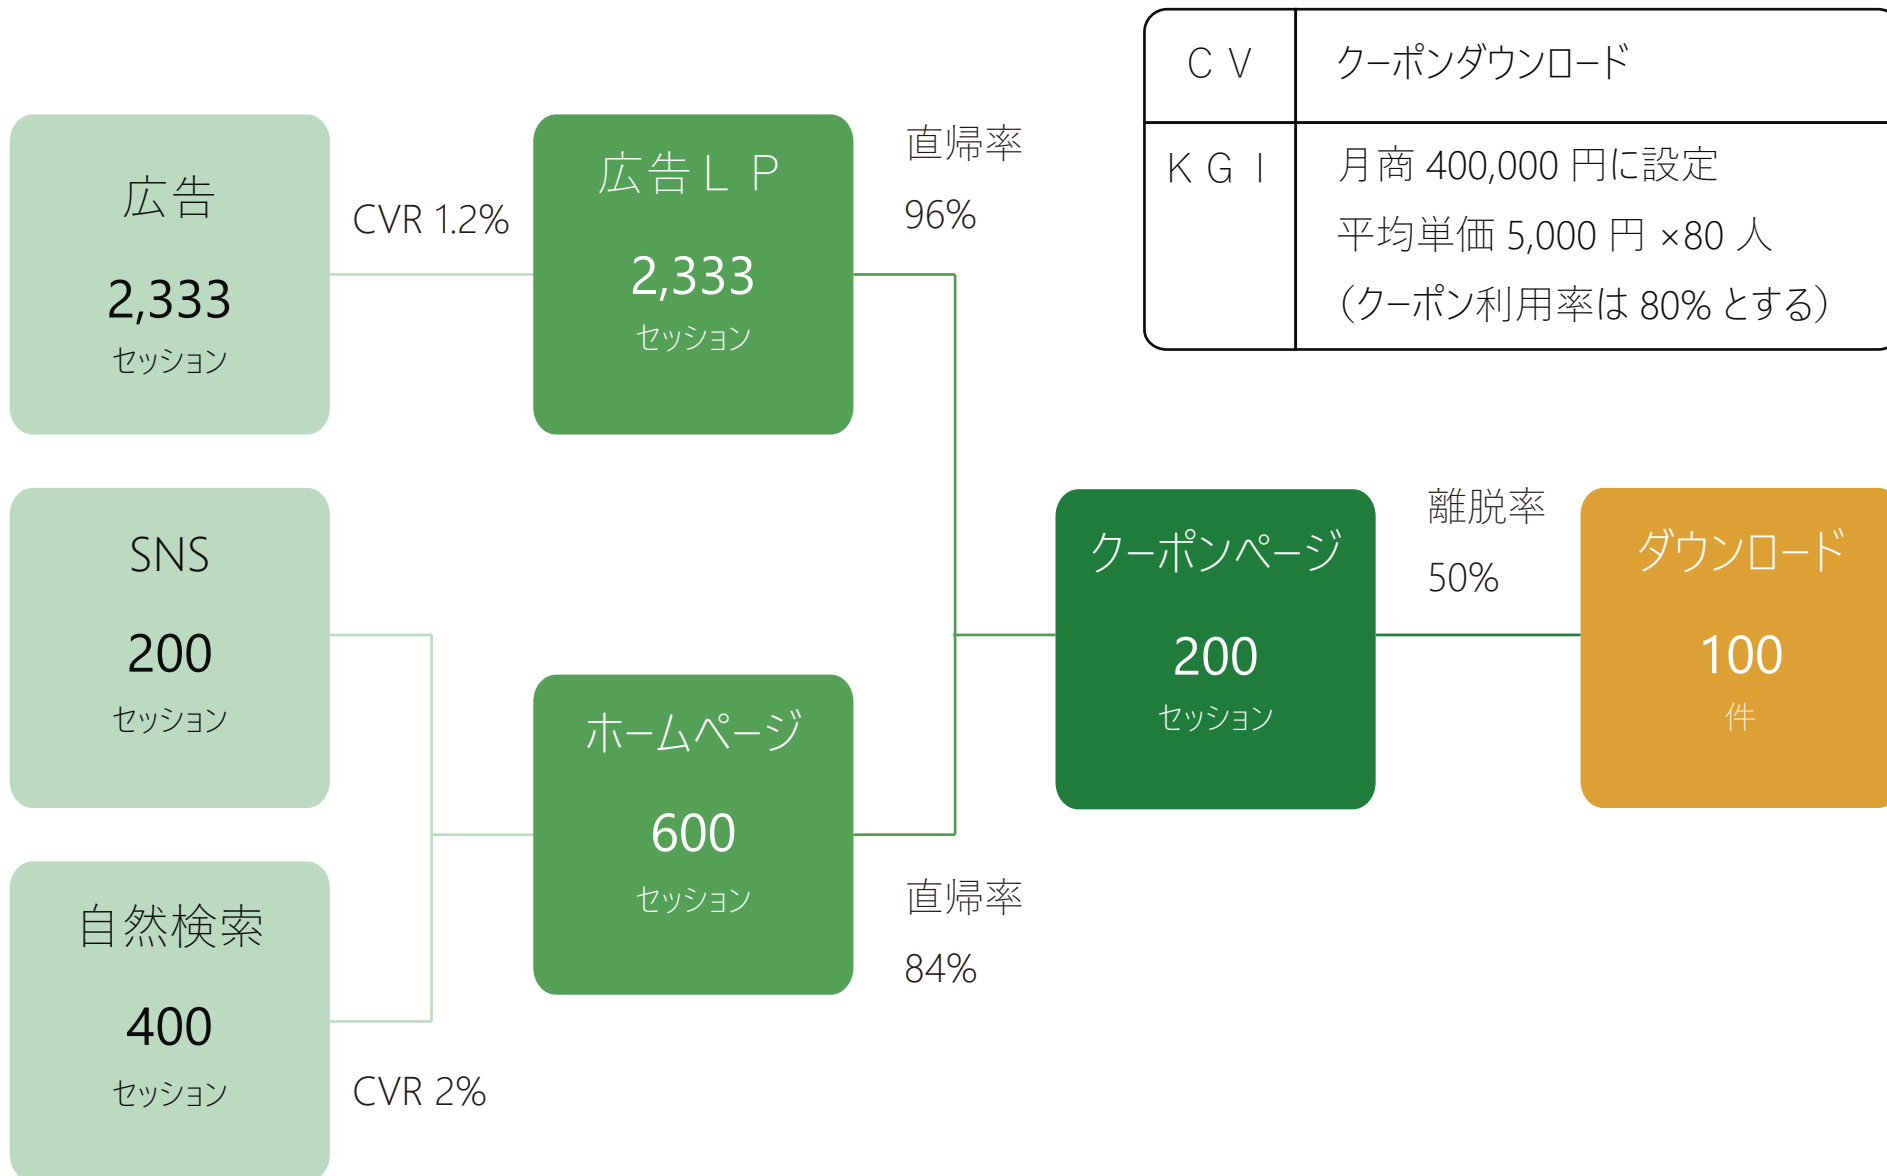 ＣＶ
クーポンダウンロード
ＫＧＩ
月商 400,000 円に設定
平均単価 5,000 円 ×80 人
（クーポン利用率は 80% とする）
広告
2,333
セッション
CVR 1.2%
広告ＬＰ
2,333
セッション
直帰率
96%
SNS
200
セッション
自然検索
400
セッション
CVR 2%
ホームページ
600
セッション
直帰率
84%
クーポンページ
200
セッション
離脱率
50%
ダウンロード
100
件